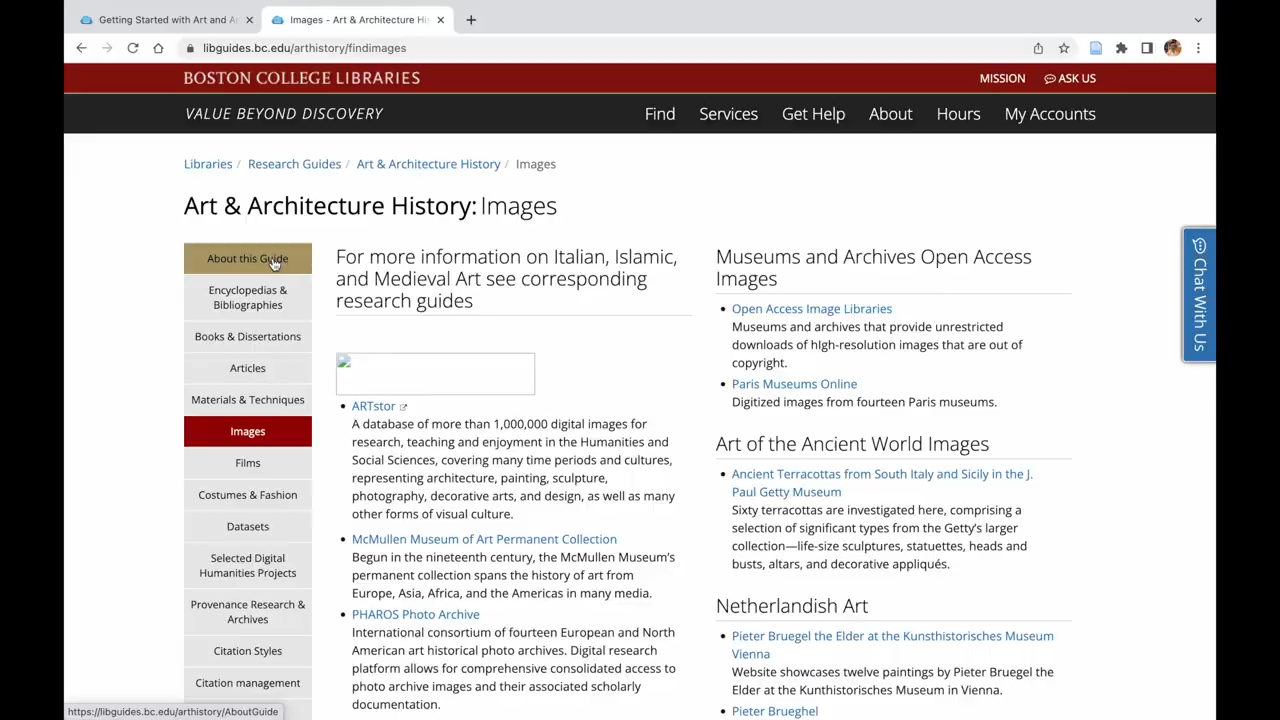 Getting Started with Art and A
Images - Art & Architecture His
libguides.bc.edu/arthistory/findimages
BOSTON COLLEGE LIBRARIES
MISSION
ASK US
VALUE BEYOND DISCOVERY
Find
Services
Get Help
About
Hours
My Accounts
Libraries / Research Guides / Art & Architecture History / Images
Art & Architecture History: Images
About this Guide
Encyclopedias &
Bibliographies
Books & Dissertations
Articles
Materials & Techniques
Images
Films
Costumes & Fashion
Datasets
Selected Digital
Humanities Projects
Provenance Research &
Archives
Citation Styles
Citation management
For more information on Italian, Islamic,
and Medieval Art see corresponding
research guides
• ARTstor
A database of more than 1,000,000 digital images for
research, teaching and enjoyment in the Humanities and
Social Sciences, covering many time periods and cultures,
representing architecture, painting, sculpture,
photography, decorative arts, and design, as well as many
other forms of visual culture.
• McMullen Museum of Art Permanent Collection
Begun in the nineteenth century, the McMullen Museum's
permanent collection spans the history of art from
Europe, Asia, Africa, and the Americas in many media.
• PHAROS Photo Archive
International consortium of fourteen European and North
American art historical photo archives. Digital research
platform allows for comprehensive consolidated access to
photo archive images and their associated scholarly
documentation.
Museums and Archives Open Access
Images
• Open Access Image Libraries
Museums and archives that provide unrestricted
downloads of hIgh-resolution images that are out of
copyright.
• Paris Museums Online
Digitized images from fourteen Paris museums.
Art of the Ancient World Images
• Ancient Terracottas from South Italy and Sicily in the J.
Paul Getty Museum
Sixty terracottas are investigated here, comprising a
selection of significant types from the Getty's larger
collection—life-size sculptures, statuettes, heads and
busts, altars, and decorative appliqués.
Netherlandish Art
• Pieter Bruegel the Elder at the Kunsthistorisches Museum
Vienna
Website showcases twelve paintings by Pieter Bruegel the
Elder at the Kunthistorisches Museum in Vienna.
• Pieter Brueghel
Chat With Us
https://libguides.bc.edu/arthistory/AboutGuide